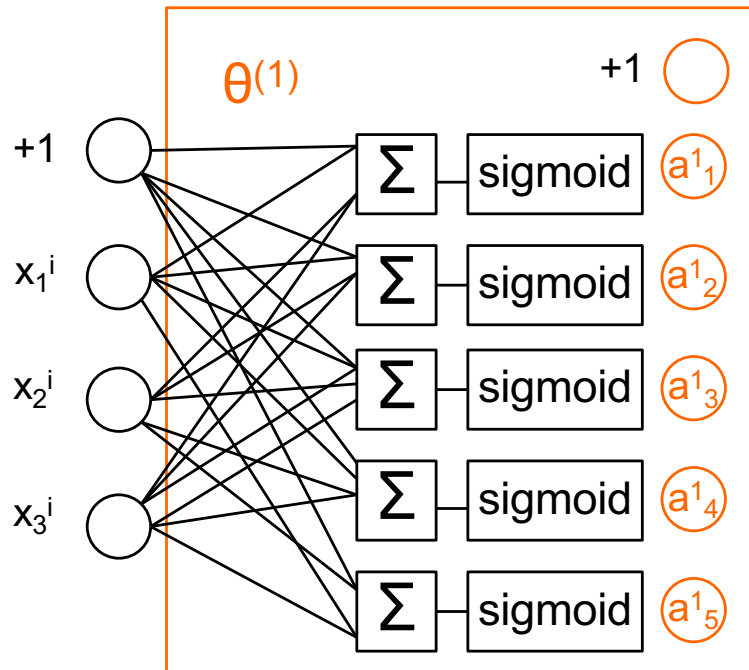 θ⁽¹⁾
+1
+1
Σ sigmoid a¹₁
x₁ⁱ
Σ sigmoid a¹₂
x₂ⁱ
Σ sigmoid a¹₃
x₃ⁱ
Σ sigmoid a¹₄
Σ sigmoid a¹₅